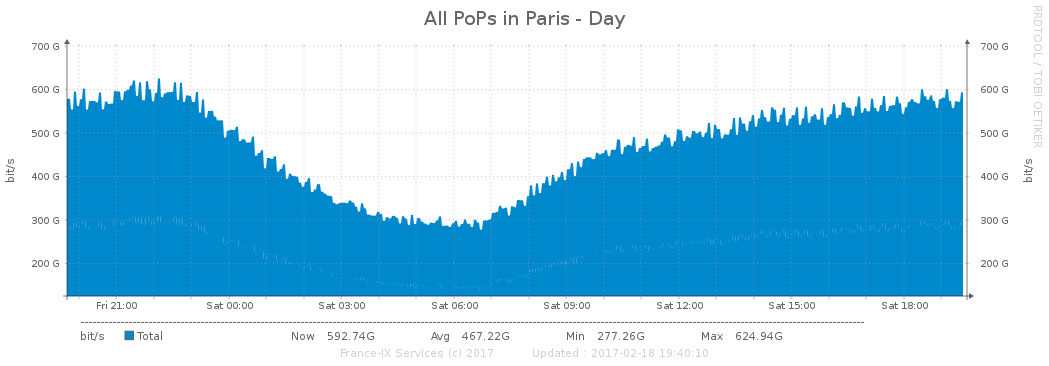 All PoPs in Paris - Day
RRDTOOL / TOBI OETIKER
700 G 700 G
600 G 600 G
500 G 500 G
400 G 400 G
300 G 300 G
200 G 200 G
bit/s bit/s
Fri 21:00 Sat 00:00 Sat 03:00 Sat 06:00 Sat 09:00 Sat 12:00 Sat 15:00 Sat 18:00
bit/s Total Now 592.74G Avg 467.22G Min 277.26G Max 624.94G
France-IX Services (c) 2017 Updated : 2017-02-18 19:40:10